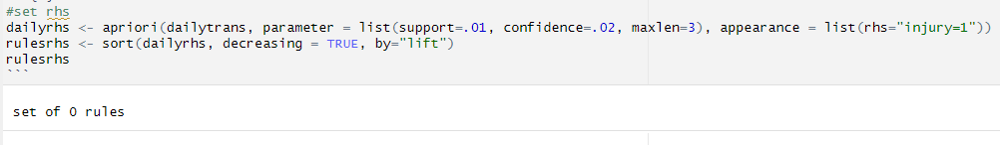 #set rhs
dailyrhs <- apriori(dailytrans, parameter = list(support=.01, confidence=.02, maxlen=3), appearance = list(rhs="injury=1"))
rulesrhs <- sort(dailyrhs, decreasing = TRUE, by="lift")
rulesrhs
```
set of 0 rules